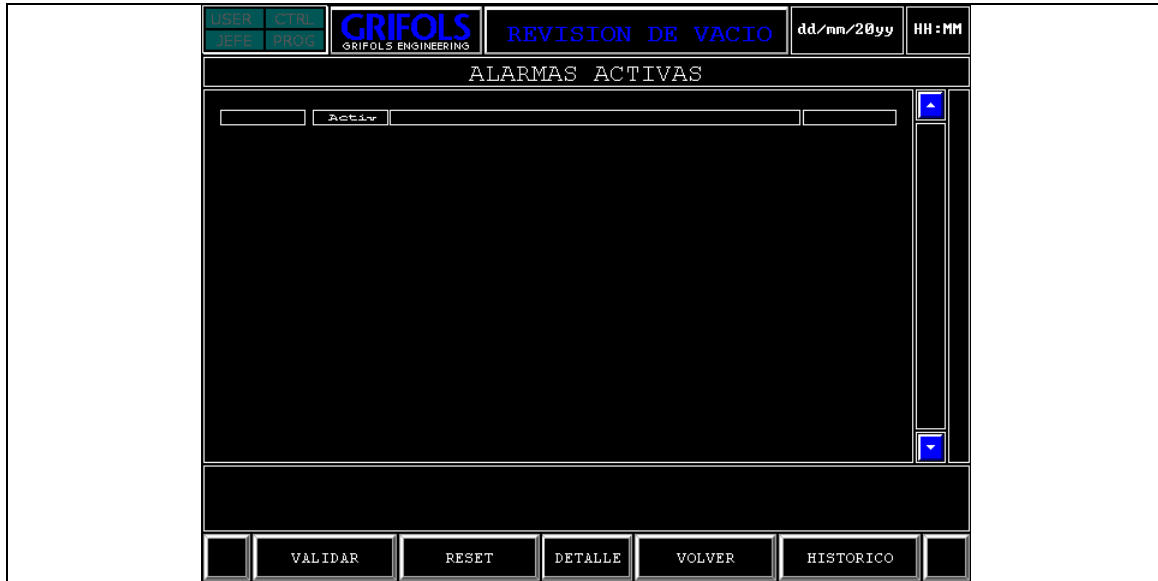 USER CTRL
JEFE PROG
GRIFOLS
GRIFOLS ENGINEERING
REVISION DE VACIO
dd/mm/20yy
HH:MM
ALARMAS ACTIVAS
Activ
VALIDAR
RESET
DETALLE
VOLVER
HISTORICO